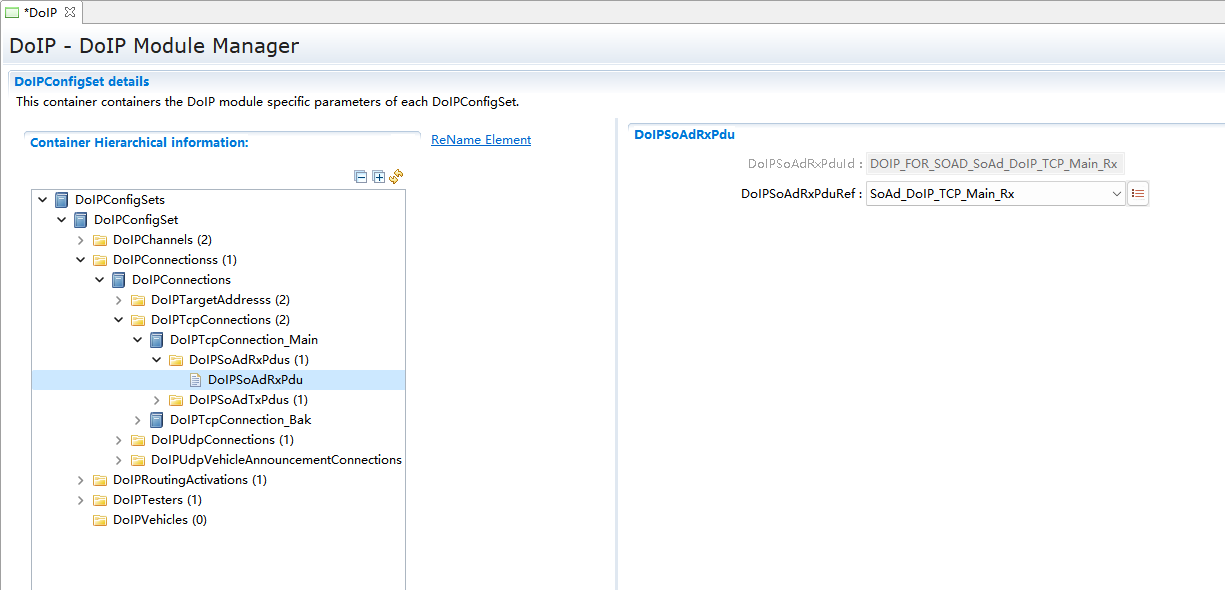 *DoIP
DoIP - DoIP Module Manager
DoIPConfigSet details
This container containers the DoIP module specific parameters of each DoIPConfigSet.
Container Hierarchical information:
ReName Element
DoIPConfigSets
DoIPConfigSet
DoIPChannels (2)
DoIPConnectionss (1)
DoIPConnections
DoIPTargetAddresss (2)
DoIPTcpConnections (2)
DoIPTcpConnection_Main
DoIPSoAdRxPdus (1)
DoIPSoAdRxPdu
DoIPSoAdTxPdus (1)
DoIPTcpConnection_Bak
DoIPUdpConnections (1)
DoIPUdpVehicleAnnouncementConnections
DoIPRoutingActivations (1)
DoIPTesters (1)
DoIPVehicles (0)
DoIPSoAdRxPdu
DoIPSoAdRxPduId : DOIP_FOR_SOAD_SoAd_DoIP_TCP_Main_Rx
DoIPSoAdRxPduRef : SoAd_DoIP_TCP_Main_Rx